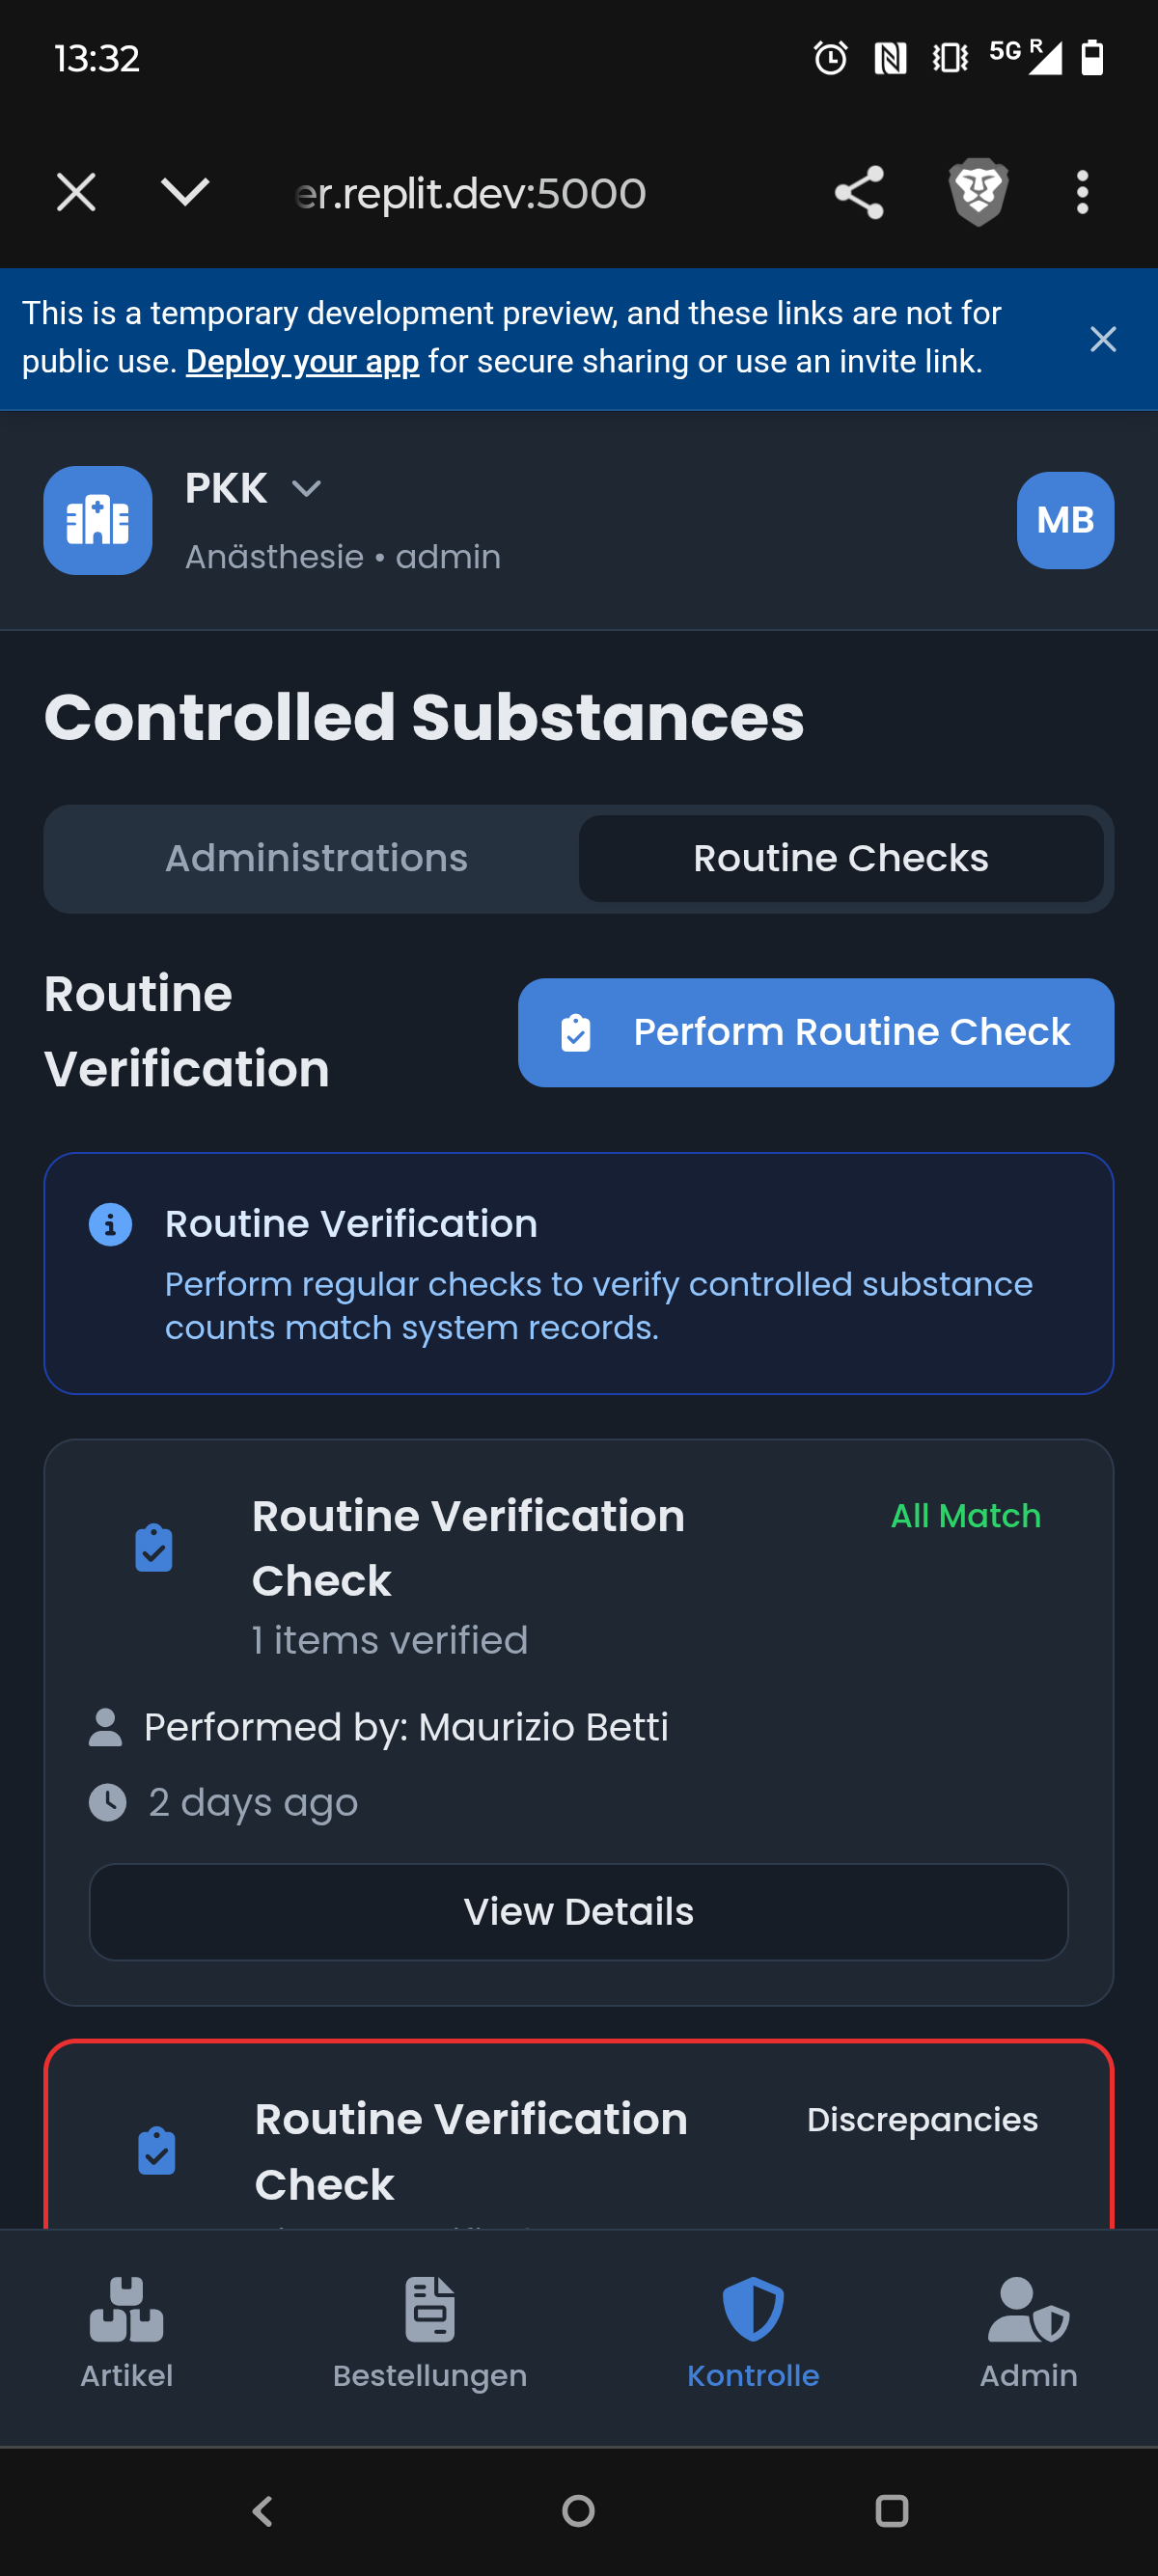 13:32
5G R
er.replit.dev:5000
This is a temporary development preview, and these links are not for
public use. Deploy your app for secure sharing or use an invite link.
PKK
Anästhesie • admin
MB
Controlled Substances
Administrations
Routine Checks
Routine
Verification
Perform Routine Check
Routine Verification
Perform regular checks to verify controlled substance
counts match system records.
Routine Verification
Check
All Match
1 items verified
Performed by: Maurizio Betti
2 days ago
View Details
Routine Verification
Check
Discrepancies
Artikel
Bestellungen
Kontrolle
Admin